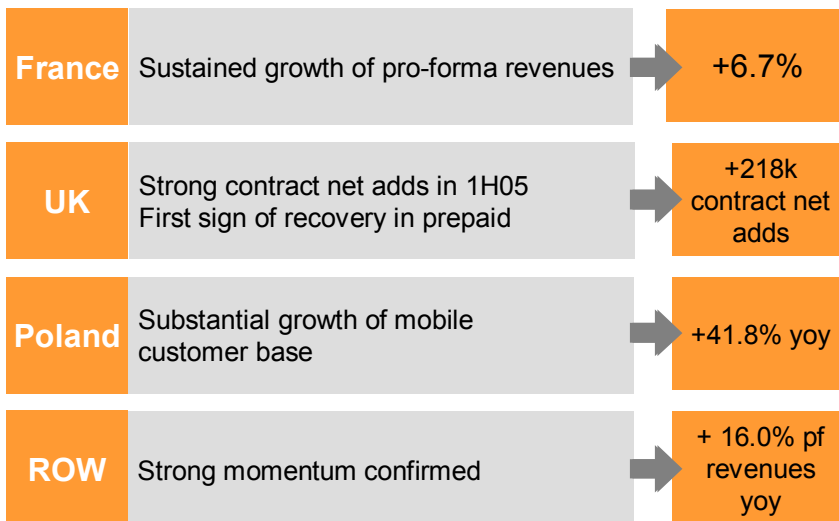 France
Sustained growth of pro-forma revenues
+6.7%
UK
Strong contract net adds in 1H05
First sign of recovery in prepaid
+218k
contract net
adds
Poland
Substantial growth of mobile
customer base
+41.8% yoy
ROW
Strong momentum confirmed
+ 16.0% pf
revenues
yoy